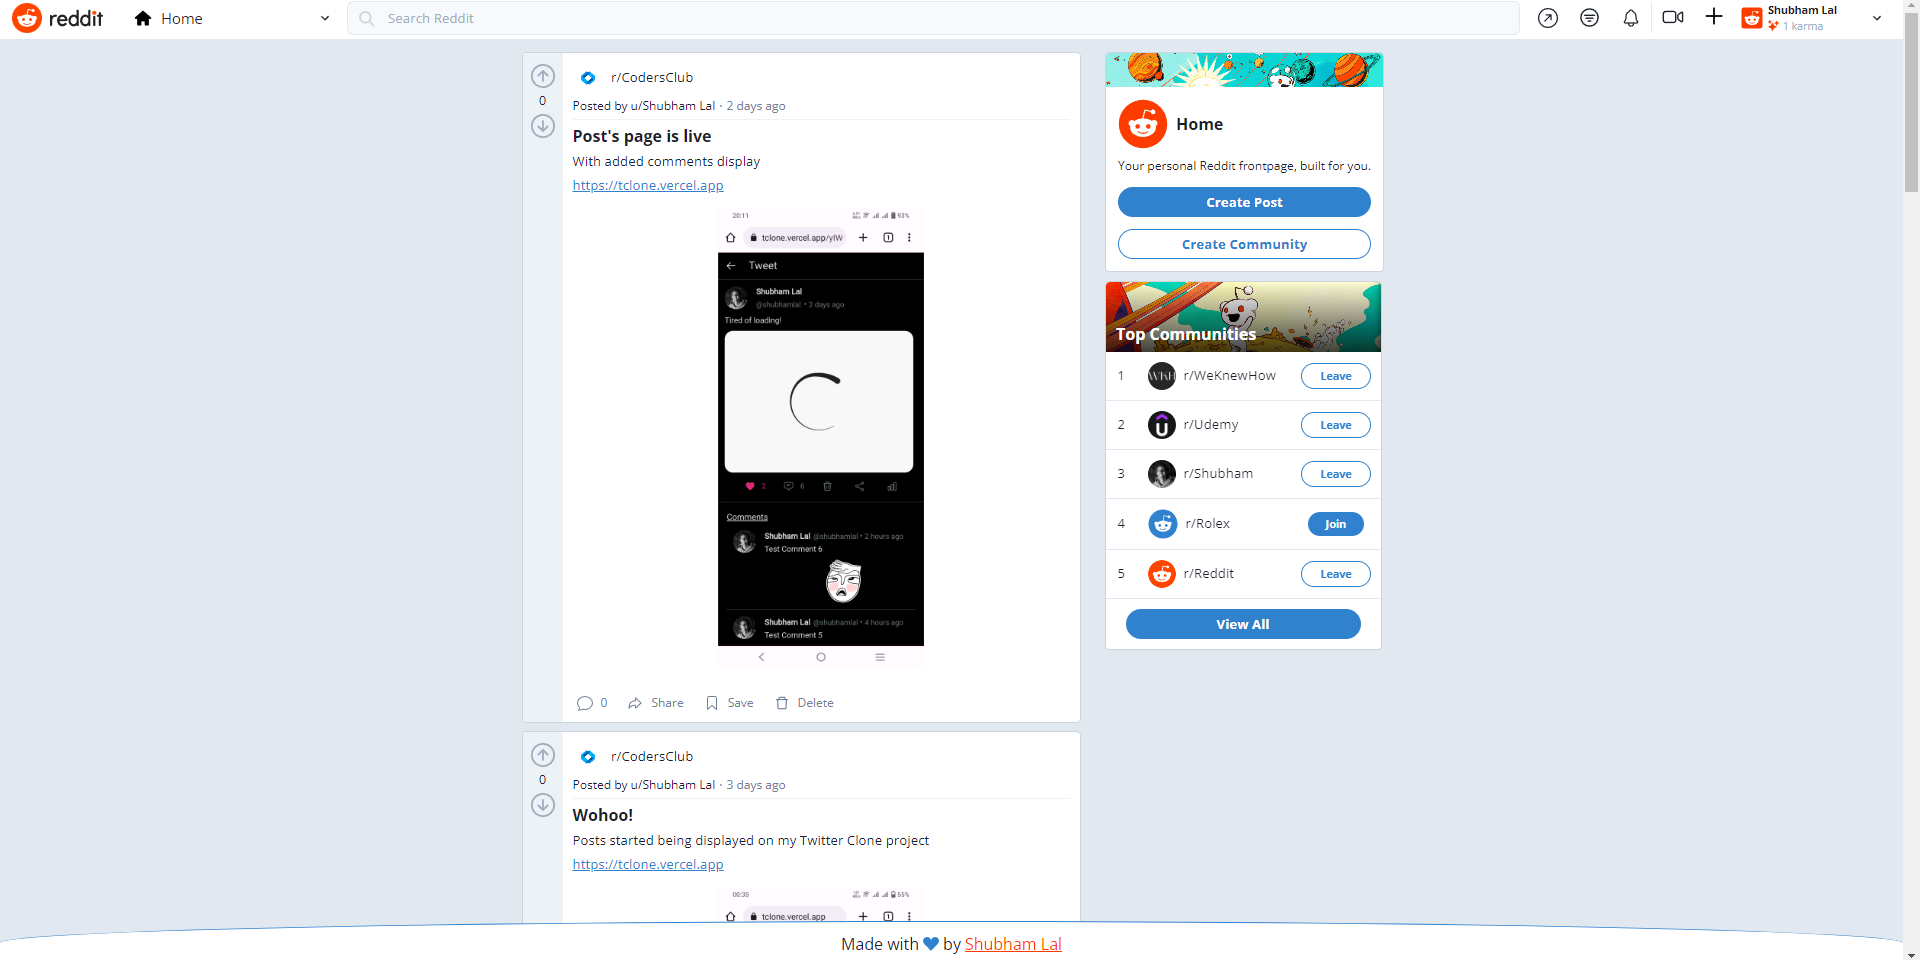 reddit
Home
Search Reddit
Shubham Lal
1 karma
r/CodersClub
0
Posted by u/Shubham Lal · 2 days ago
Post's page is live
With added comments display
https://tclone.vercel.app
20:11
93%
tclone.vercel.app/yIW
1
Tweet
Shubham Lal
@shubhamlal • 2 days ago
Tired of loading!
2
6
Comments
Shubham Lal @shubhamlal • 2 hours ago
Test Comment 6
Shubham Lal @shubhamlal • 4 hours ago
Test Comment 5
0 Share Save Delete
r/CodersClub
0
Posted by u/Shubham Lal · 3 days ago
Wohoo!
Posts started being displayed on my Twitter Clone project
https://tclone.vercel.app
00:35
55%
tclone.vercel.app
1
Home
Your personal Reddit frontpage, built for you.
Create Post
Create Community
Top Communities
1 WKH r/WeKnewHow Leave
2 r/Udemy Leave
3 r/Shubham Leave
4 r/Rolex Join
5 r/Reddit Leave
View All
Made with by Shubham Lal